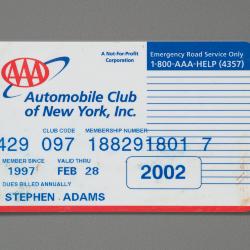 A Not-For-Profit
Corporation
Emergency Road Service Only
1-800-AAA-HELP (4357)
AAA
Automobile Club
of New York, Inc.
CLUB CODE MEMBERSHIP NUMBER
429 097 188291801 7
MEMBER SINCE VALID THRU
1997 FEB 28 2002
DUES BILLED ANNUALLY
STEPHEN ADAMS